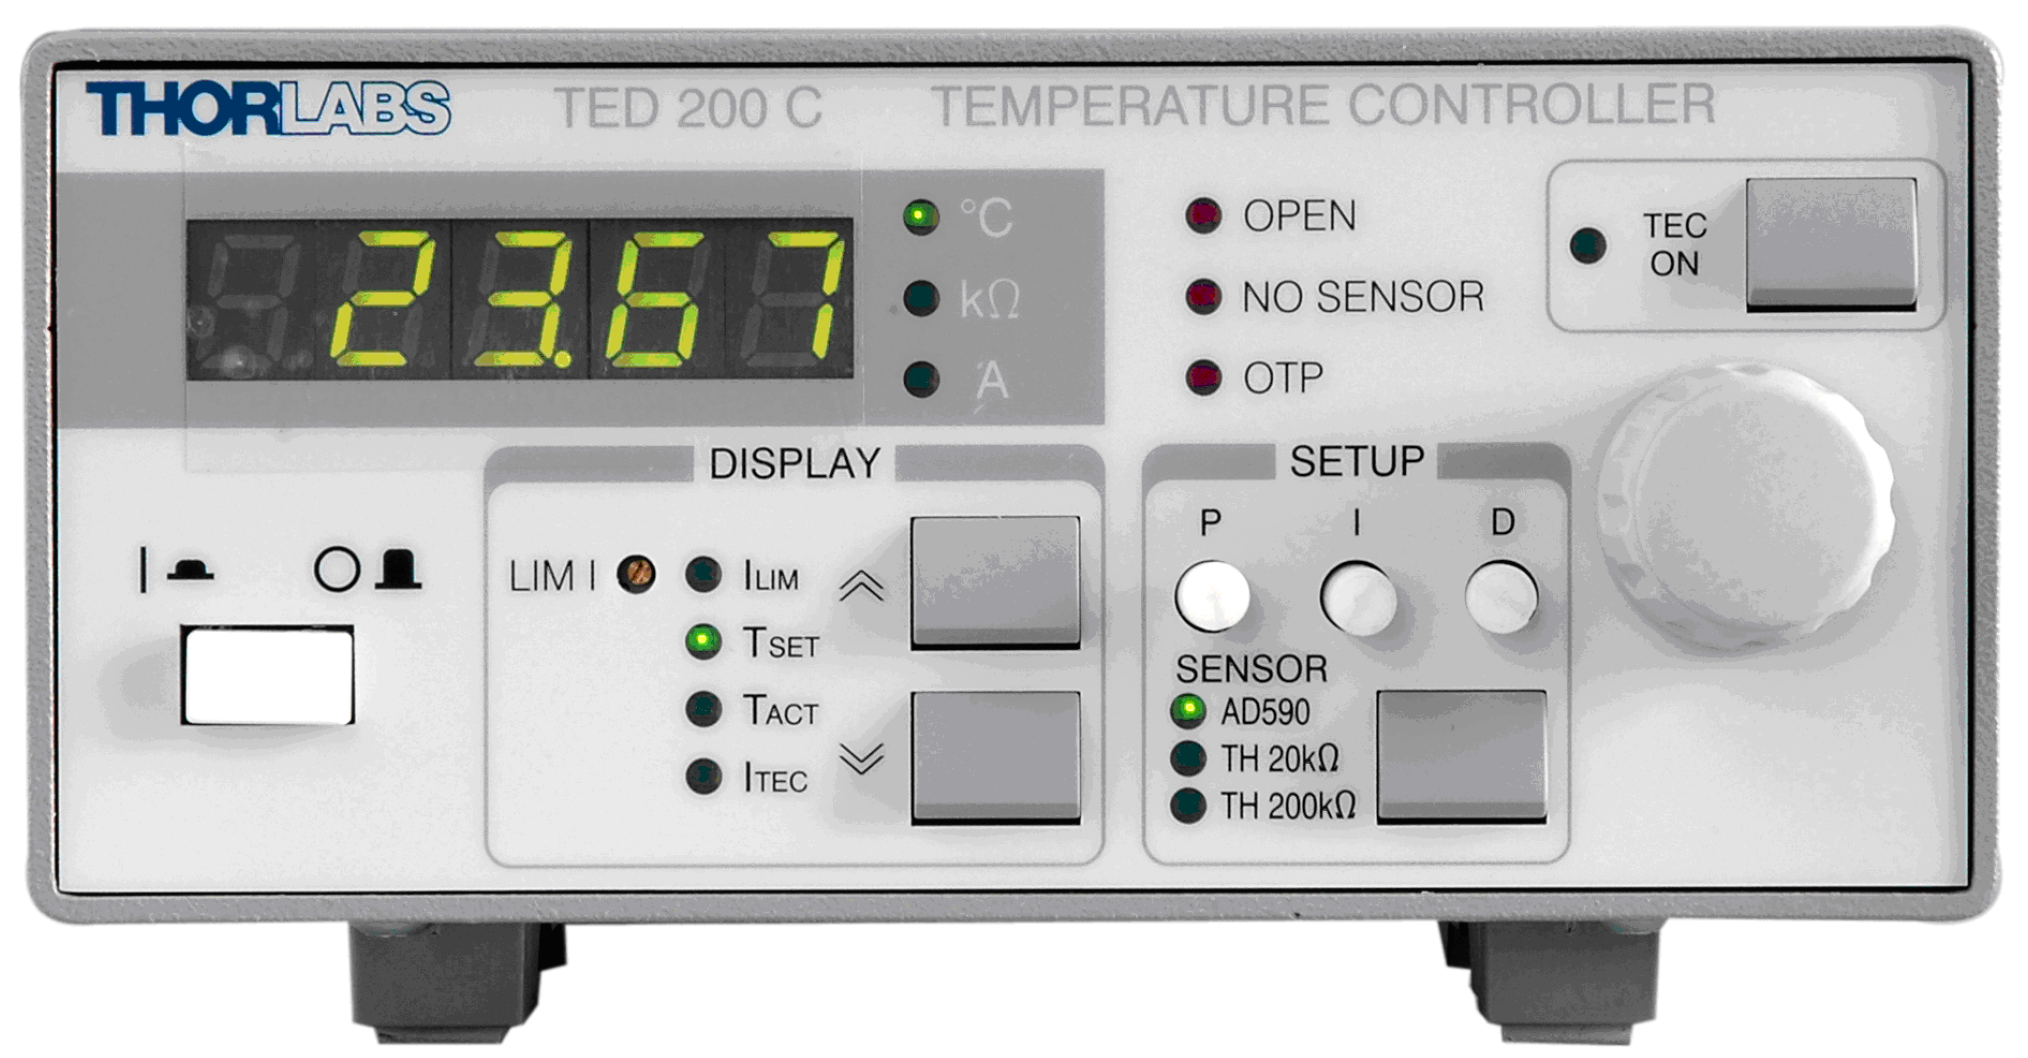 THORLABS TED 200 C TEMPERATURE CONTROLLER
23.67
°C
kΩ
A
OPEN
NO SENSOR
OTP
TEC
ON
DISPLAY
LIM I
ILIM
TSET
TACT
ITEC
SETUP
P I D
SENSOR
AD590
TH 20kΩ
TH 200kΩ